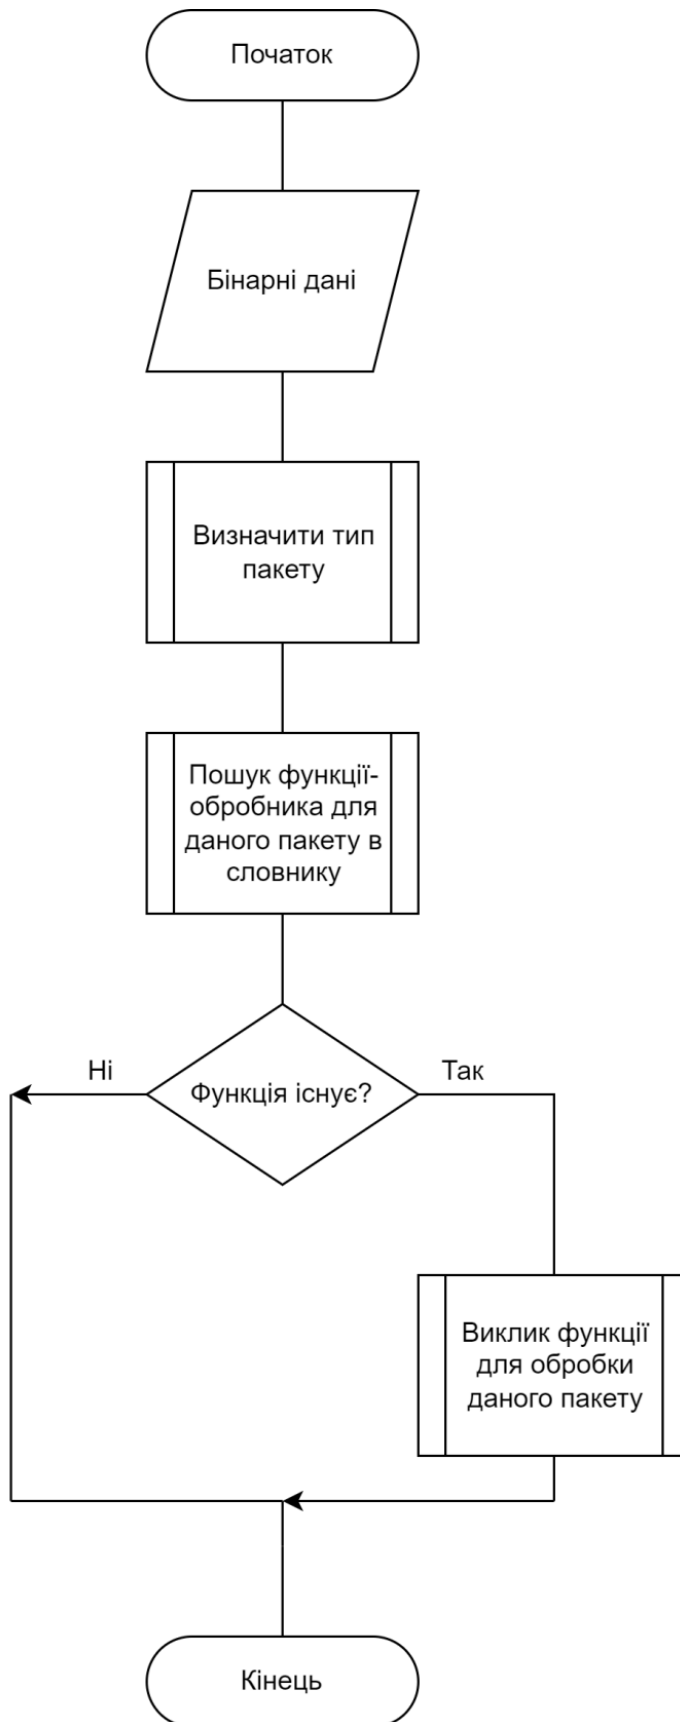 Початок
Бінарні дані
Визначити тип
пакету
Пошук функції-
обробника для
даного пакету в
словнику
Ні
Функція існує?
Так
Виклик функції
для обробки
даного пакету
Кінець